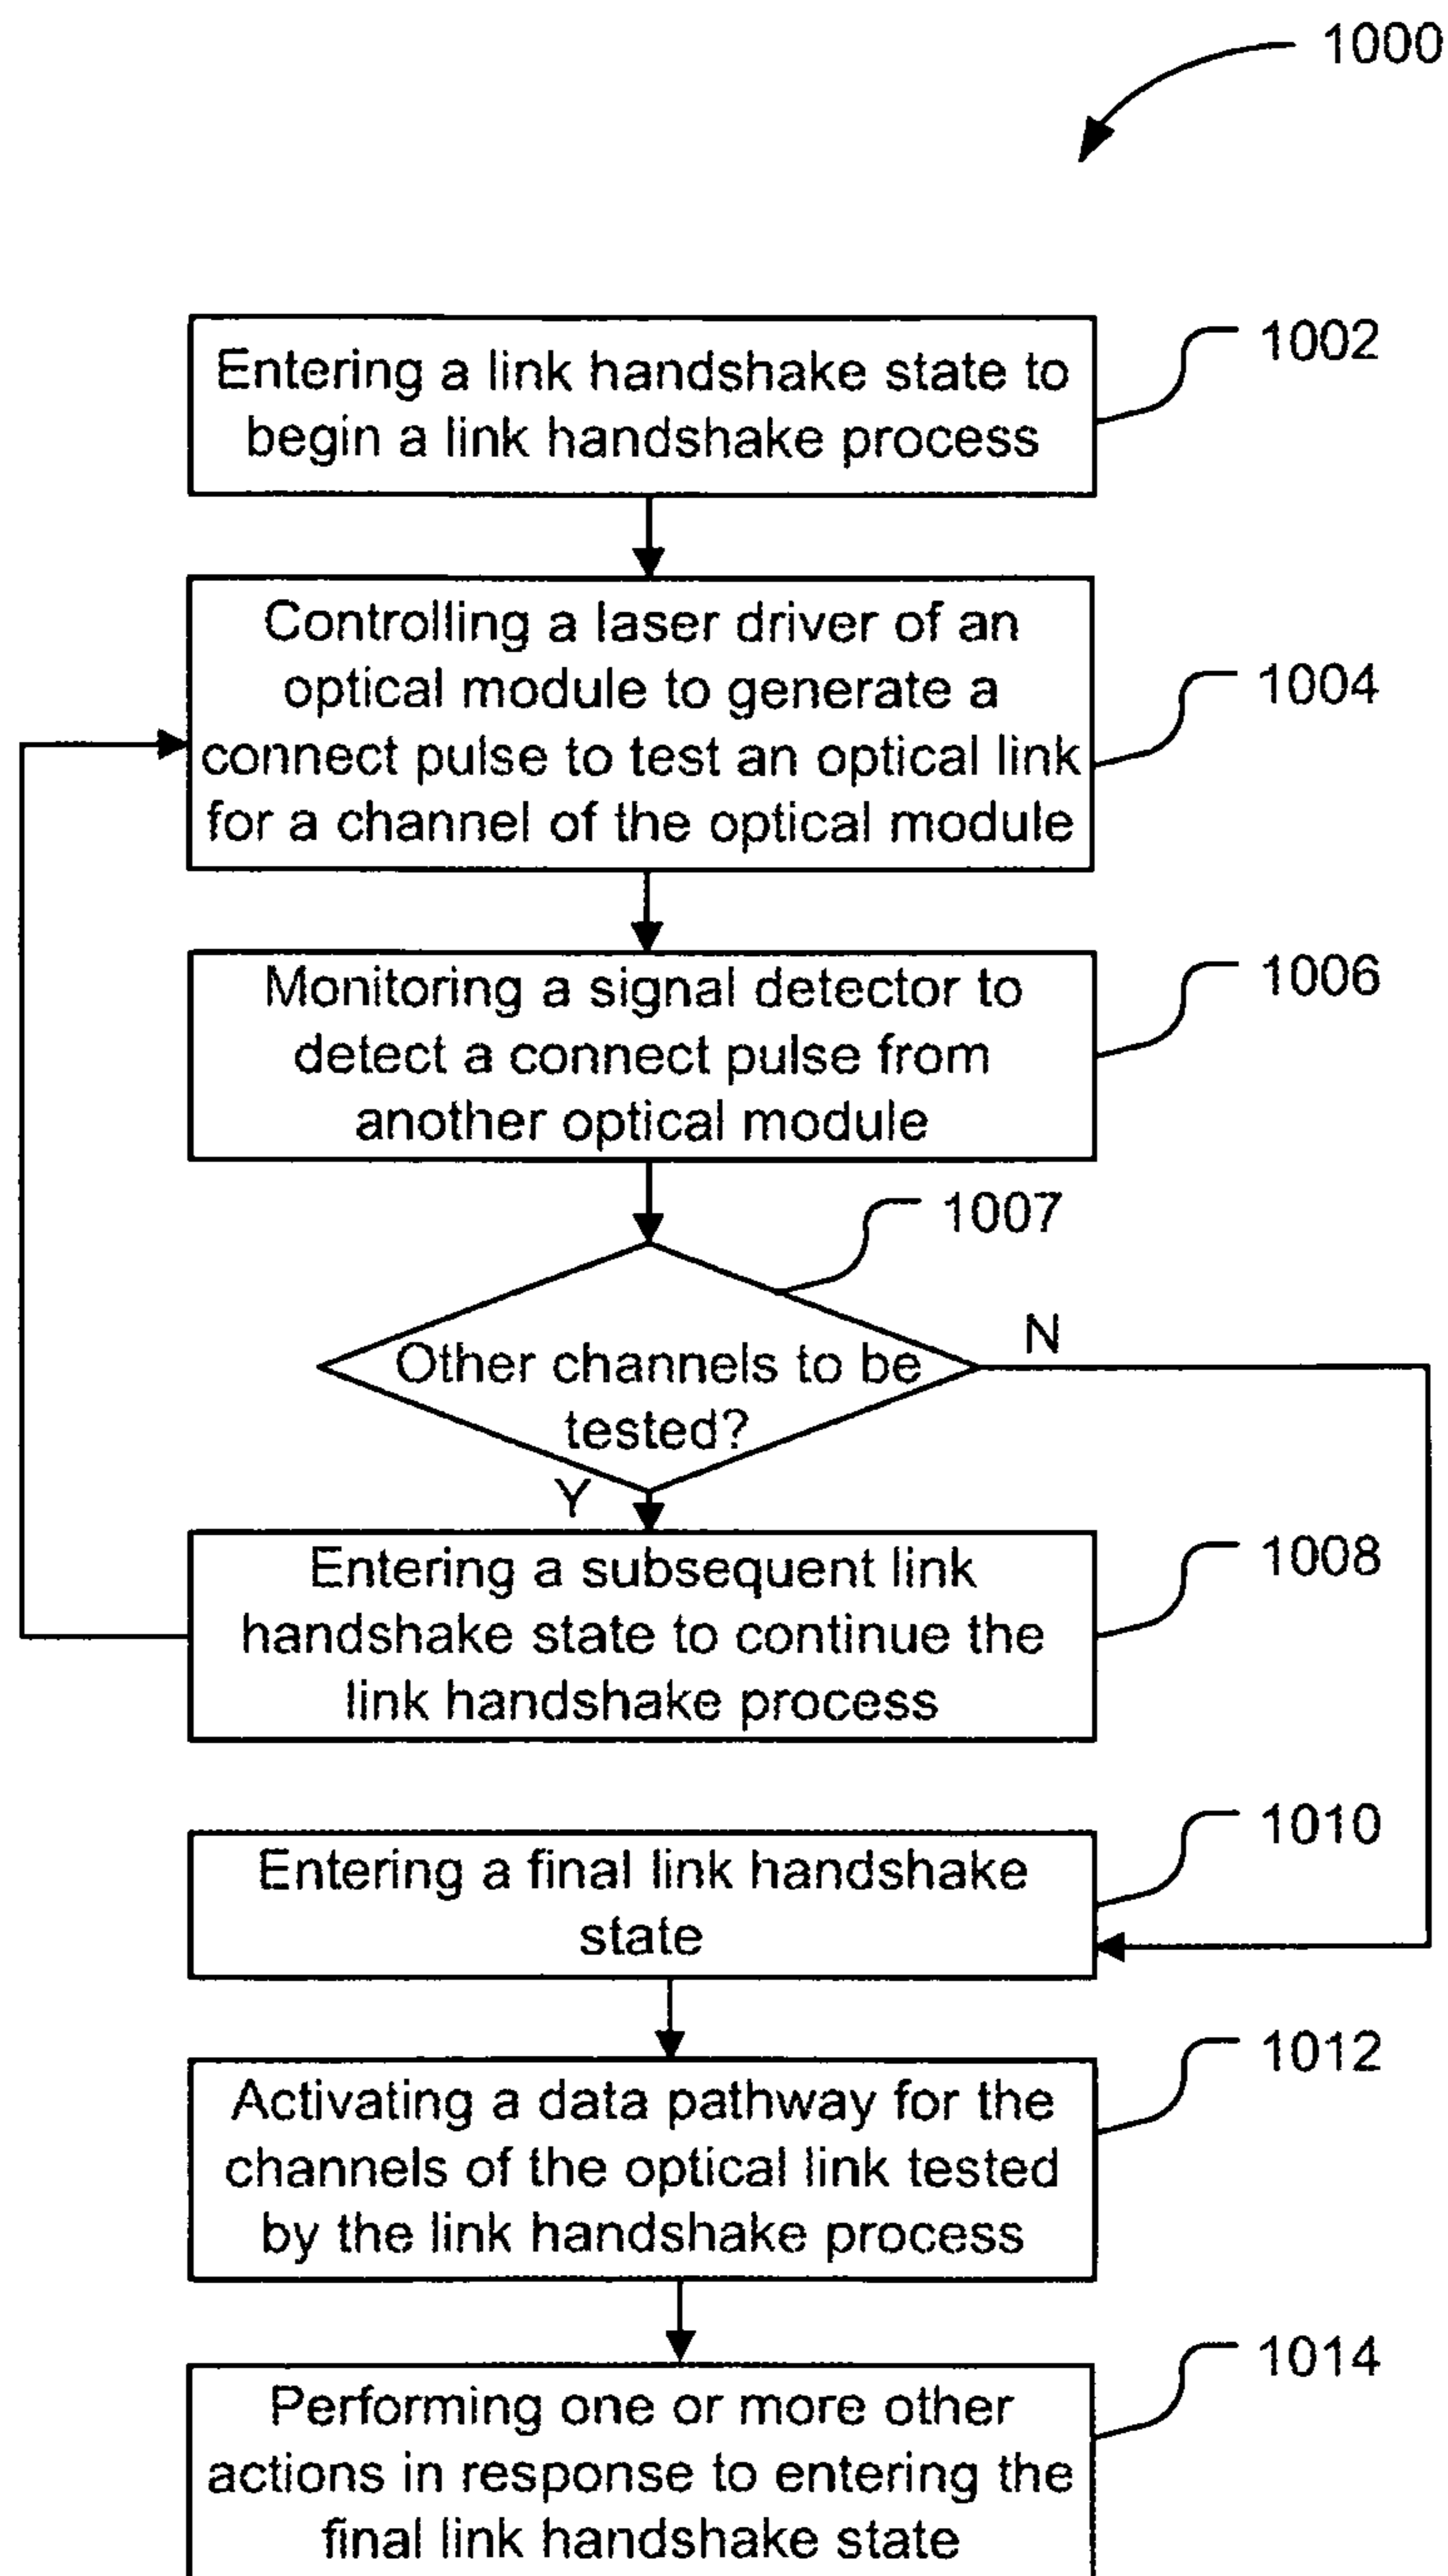 1000
Entering a link handshake state to
begin a link handshake process
1002
Controlling a laser driver of an
optical module to generate a
connect pulse to test an optical link
for a channel of the optical module
1004
Monitoring a signal detector to
detect a connect pulse from
another optical module
1006
1007
Other channels to be
tested?
N
Y
Entering a subsequent link
handshake state to continue the
link handshake process
1008
Entering a final link handshake
state
1010
Activating a data pathway for the
channels of the optical link tested
by the link handshake process
1012
Performing one or more other
actions in response to entering the
final link handshake state
1014